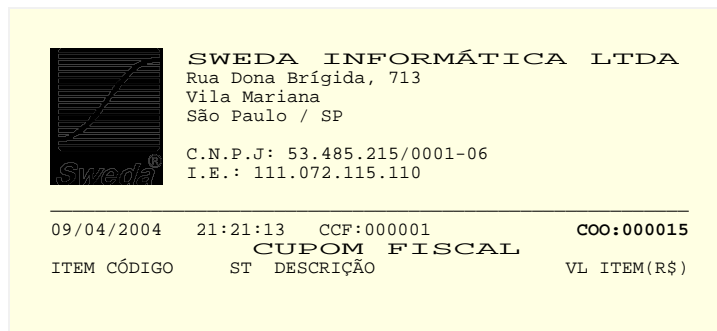 SWEDA INFORMÁTICA LTDA
Rua Dona Brígida, 713
Vila Mariana
São Paulo / SP
C.N.P.J: 53.485.215/0001-06
I.E.: 111.072.115.110
Sweda®
09/04/2004 21:21:13 CCF:000001 COO:000015
CUPOM FISCAL
ITEM CÓDIGO ST DESCRIÇÃO VL ITEM(R$)